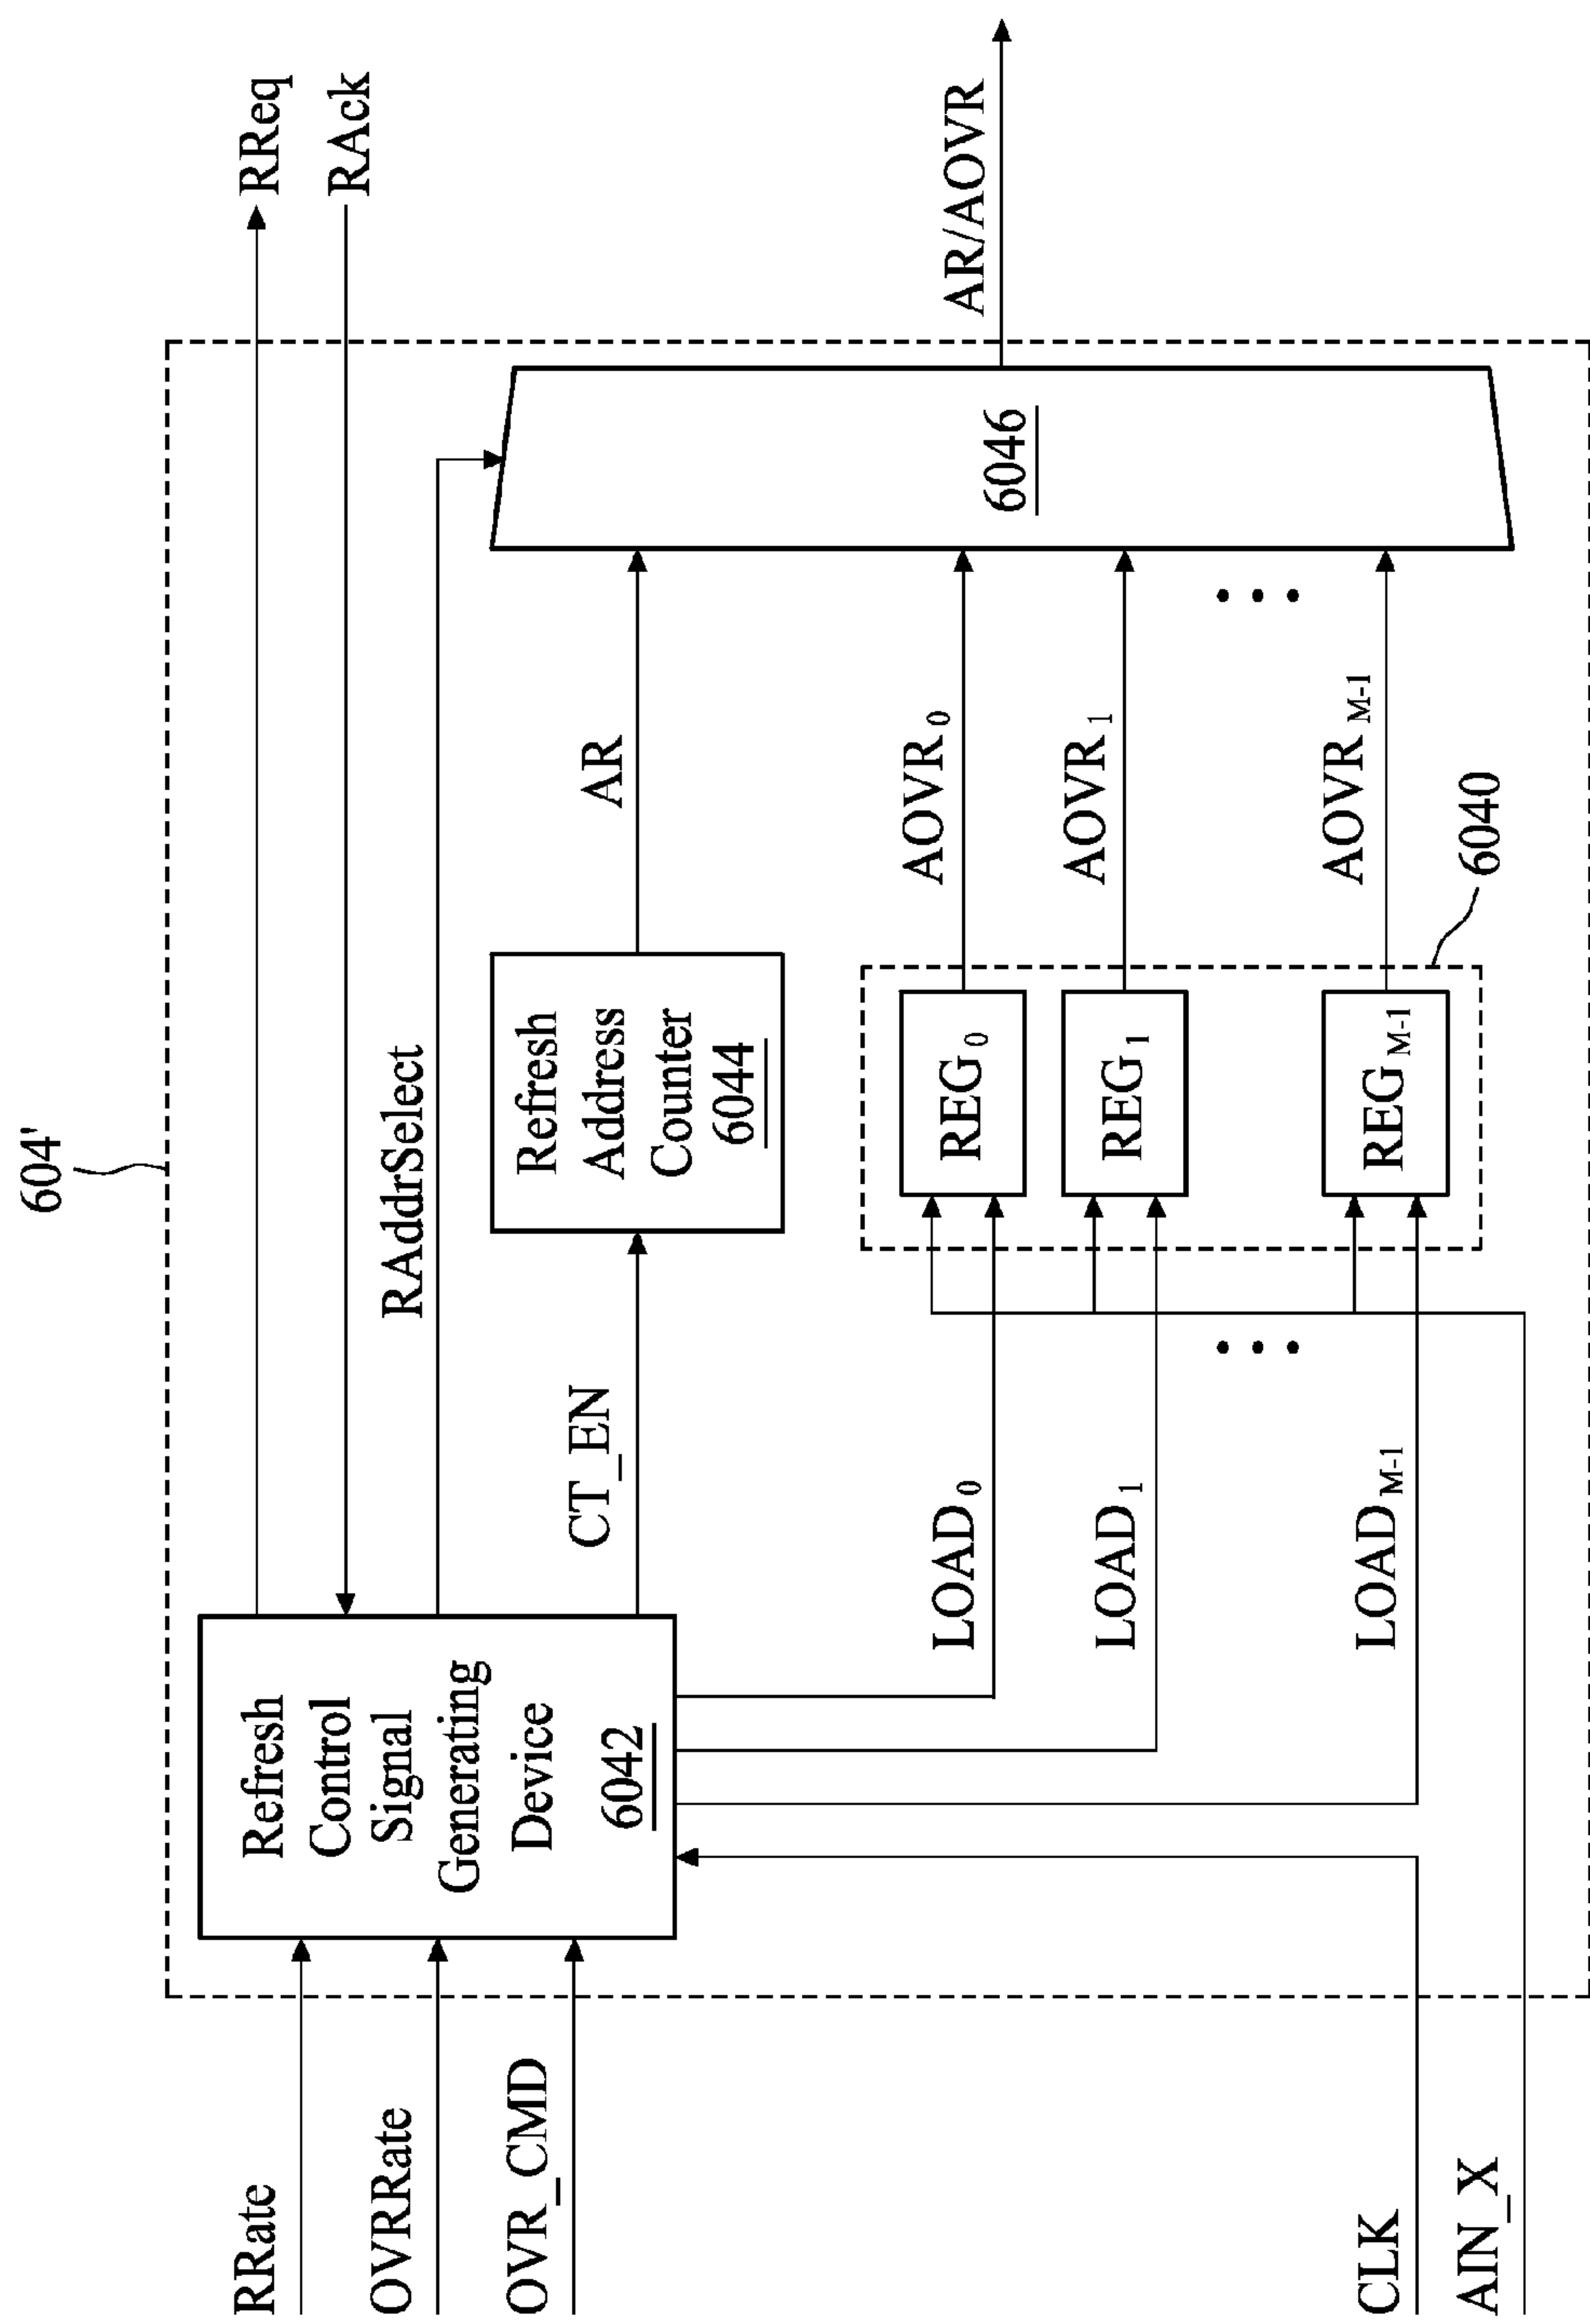 604'
RRate
OVRRate
OVR_CMD
CLK
AIN_X
Refresh
Control
Signal
Generating
Device
6042
RReq
RAck
RAddrSelect
CT_EN
Refresh
Address
Counter
6044
AR
LOAD0
LOAD1
LOADM-1
REG0
REG1
REGM-1
6040
AOVR0
AOVR1
AOVRM-1
6046
AR/AOVR